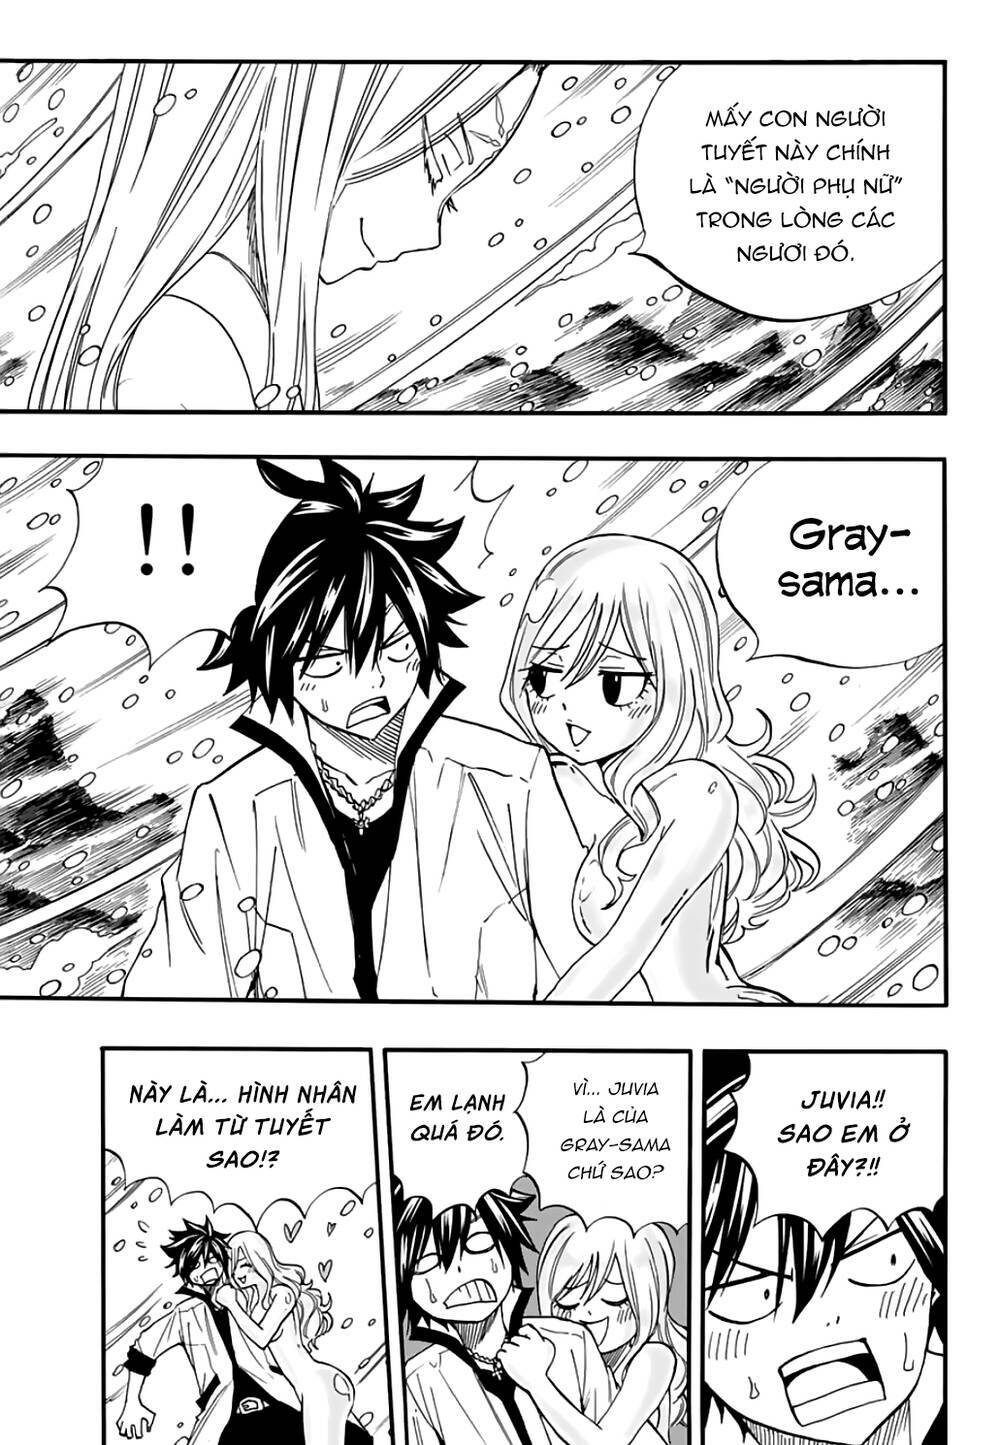 MẤY CON NGƯỜI
TUYẾT NÀY CHÍNH
LÀ "NGƯỜI PHỤ NỮ"
TRONG LÒNG CÁC
NGƯƠI ĐÓ.
Gray-
sama...
!!
JUVIA!!
SAO EM Ở
ĐÂY?!!
VÌ... JUVIA
LÀ CỦA
GRAY-SAMA
CHỨ SAO?
EM LẠNH
QUÁ ĐÓ.
NÀY LÀ... HÌNH NHÂN
LÀM TỪ TUYẾT
SAO!?